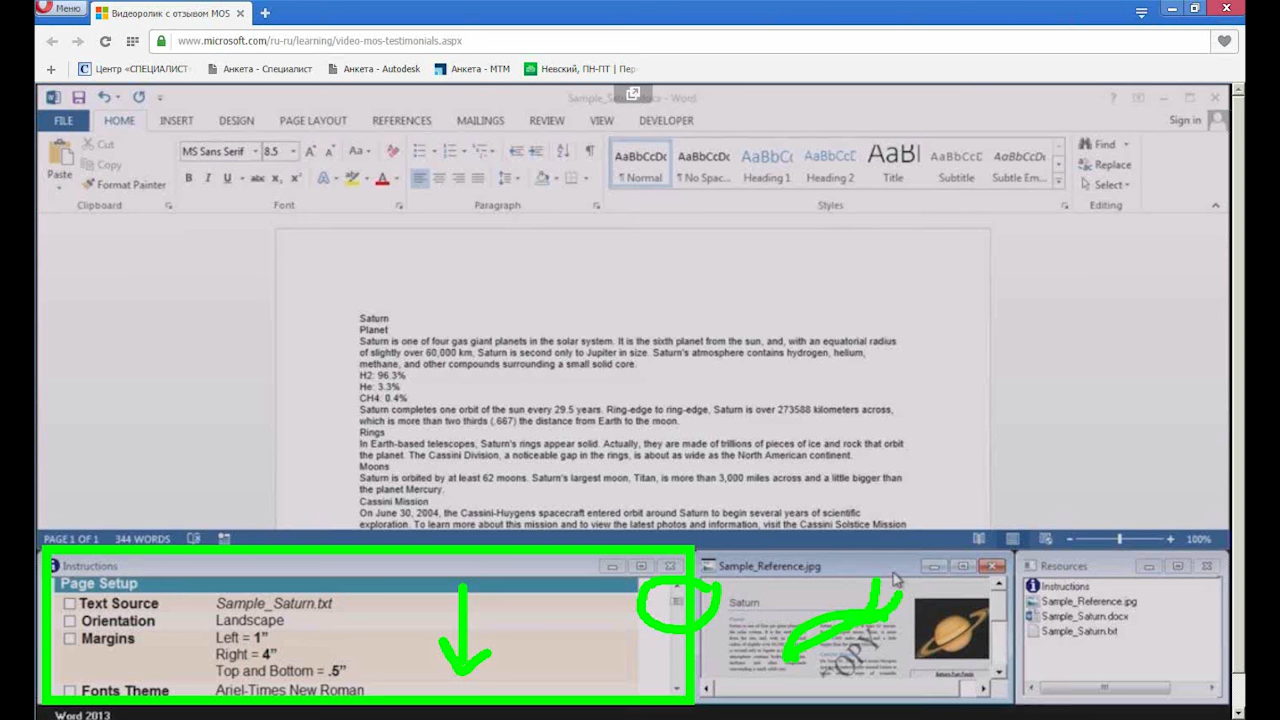 Меню
Видеоролик с отзывом MOS
www.microsoft.com/ru-ru/learning/video-mos-testimonials.aspx
Центр «СПЕЦИАЛИСТ Анкета - Специалист Анкета - Autodesk Анкета - МТМ Невский, ПН-ПТ | Пер
Sample_Sa .docx - Word
FILE HOME INSERT DESIGN PAGE LAYOUT REFERENCES MAILINGS REVIEW VIEW DEVELOPER Sign in
Cut
Copy
Paste
Format Painter
Clipboard
MS Sans Serif 8.5
Font
Paragraph
AaBbCcDc AaBbCcDc AaBbC( AaBbCcD AaB AaBbCcD AaBbCcDc
¶ Normal ¶ No Spac... Heading 1 Heading 2 Title Subtitle Subtle Em...
Styles
Find
Replace
Select
Editing
Saturn
Planet
Saturn is one of four gas giant planets in the solar system. It is the sixth planet from the sun, and, with an equatorial radius
of slightly over 60,000 km, Saturn is second only to Jupiter in size. Saturn's atmosphere contains hydrogen, helium,
methane, and other compounds surrounding a small solid core.
H2: 96.3%
He: 3.3%
CH4: 0.4%
Saturn completes one orbit of the sun every 29.5 years. Ring-edge to ring-edge, Saturn is over 273588 kilometers across,
which is more than two thirds (.667) the distance from Earth to the moon.
Rings
In Earth-based telescopes, Saturn's rings appear solid. Actually, they are made of trillions of pieces of ice and rock that orbit
the planet. The Cassini Division, a noticeable gap in the rings, is about as wide as the North American continent.
Moons
Saturn is orbited by at least 62 moons. Saturn's largest moon, Titan, is more than 3,000 miles across and a little bigger than
the planet Mercury.
Cassini Mission
On June 30, 2004, the Cassini-Huygens spacecraft entered orbit around Saturn to begin several years of scientific
exploration. To learn more about this mission and to view the latest photos and information, visit the Cassini Solstice Mission
PAGE 1 OF 1 344 WORDS 100%
Instructions
Page Setup
Text Source Sample_Saturn.txt
Orientation Landscape
Margins Left = 1”
Right = 4”
Top and Bottom = .5”
Fonts Theme Ariel-Times New Roman
Sample_Reference.jpg
Saturn
COPY
Resources
Instructions
Sample_Reference.jpg
Sample_Saturn.docx
Sample_Saturn.txt
Word 2013